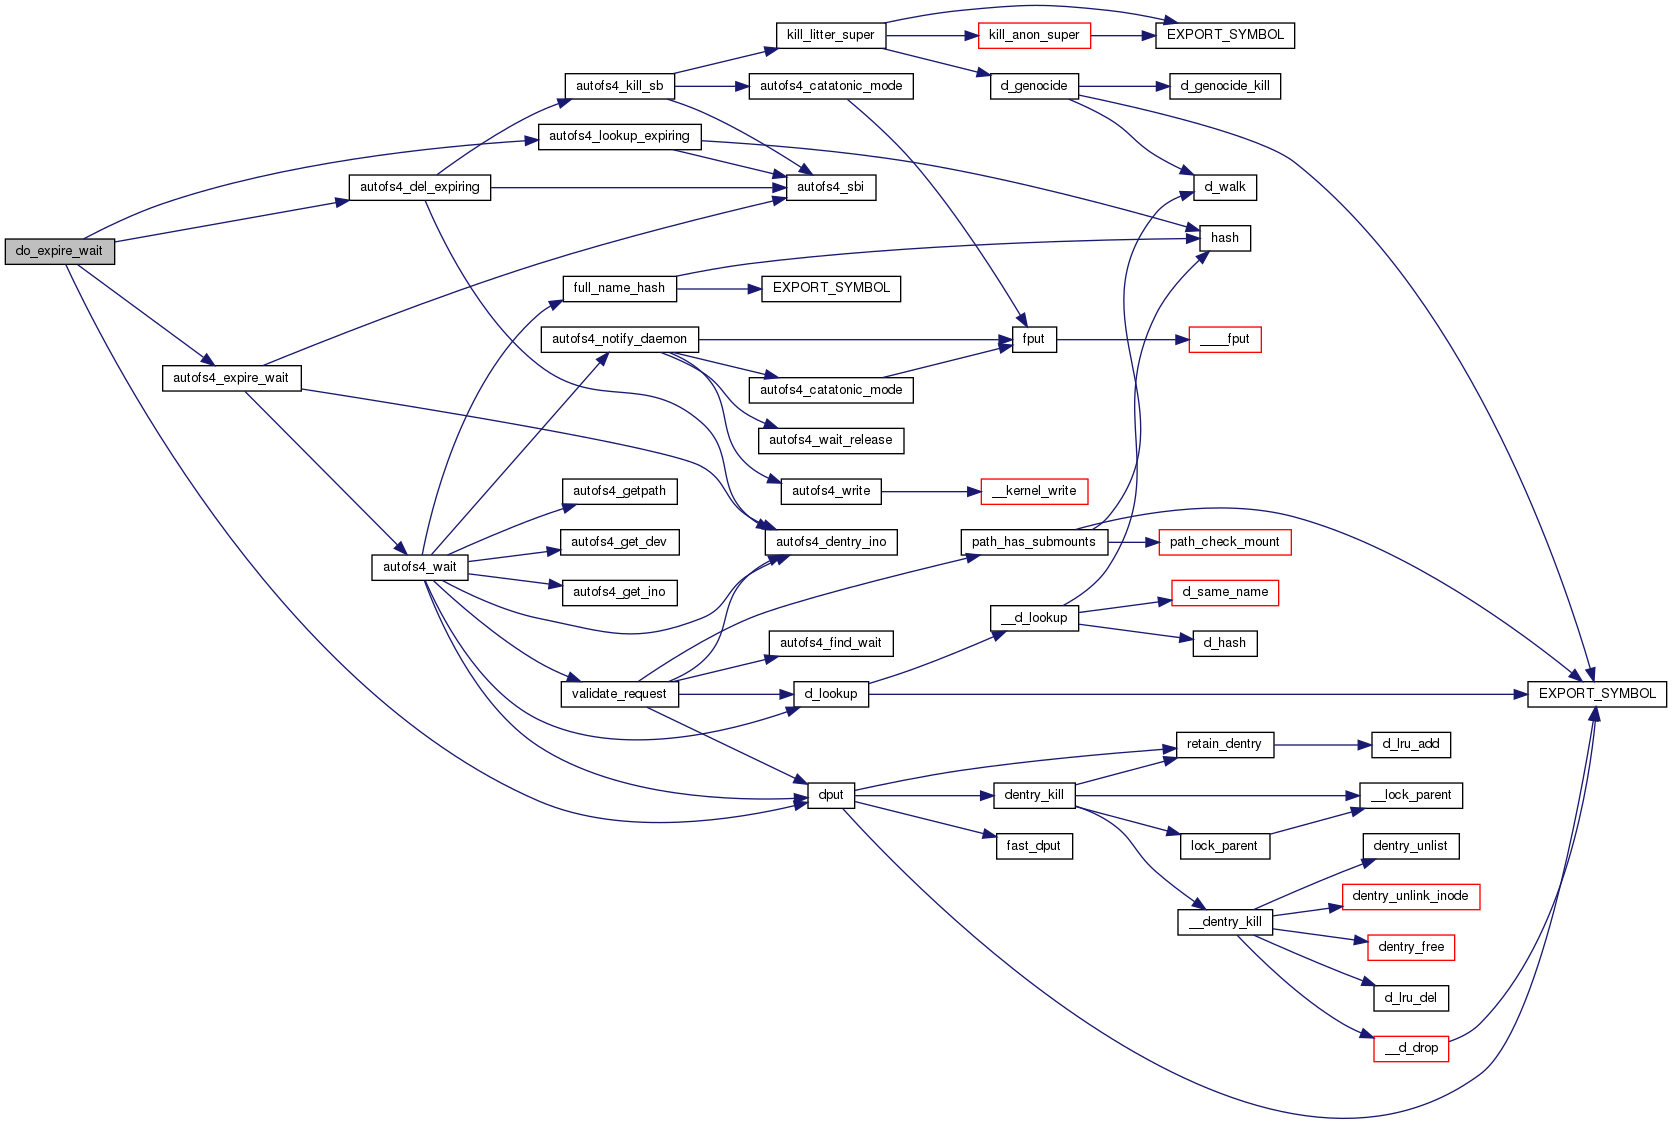 kill_litter_super
kill_anon_super
EXPORT_SYMBOL
autofs4_kill_sb
autofs4_catatonic_mode
d_genocide
d_genocide_kill
autofs4_lookup_expiring
autofs4_del_expiring
autofs4_sbi
d_walk
do_expire_wait
hash
full_name_hash
EXPORT_SYMBOL
autofs4_notify_daemon
fput
____fput
autofs4_expire_wait
autofs4_catatonic_mode
autofs4_wait_release
autofs4_getpath
autofs4_write
__kernel_write
autofs4_get_dev
autofs4_dentry_ino
path_has_submounts
path_check_mount
autofs4_wait
autofs4_get_ino
d_same_name
__d_lookup
autofs4_find_wait
d_hash
validate_request
d_lookup
EXPORT_SYMBOL
retain_dentry
d_lru_add
dput
dentry_kill
__lock_parent
fast_dput
lock_parent
dentry_unlist
dentry_unlink_inode
__dentry_kill
dentry_free
d_lru_del
__d_drop